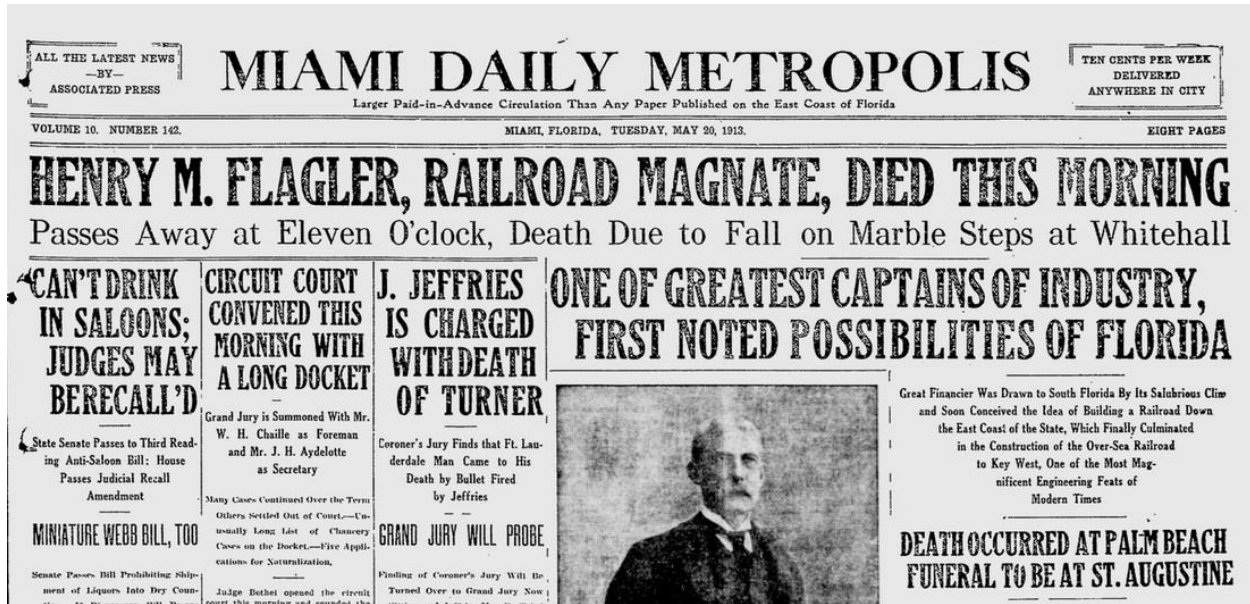 ALL THE LATEST NEWS
—BY—
ASSOCIATED PRESS
MIAMI DAILY METROPOLIS
Larger Paid-in-Advance Circulation Than Any Paper Published on the East Coast of Florida
TEN CENTS PER WEEK
DELIVERED
ANYWHERE IN CITY
VOLUME 10. NUMBER 142.
MIAMI, FLORIDA, TUESDAY, MAY 20, 1913.
EIGHT PAGES
HENRY M. FLAGLER, RAILROAD MAGNATE, DIED THIS MORNING
Passes Away at Eleven O'clock, Death Due to Fall on Marble Steps at Whitehall
CAN'T DRINK
IN SALOONS;
JUDGES MAY
BERECALL'D
State Senate Passes to Third Read-
ing Anti-Saloon Bill; House
Passes Judicial Recall
Amendment
MINIATURE WEBB BILL, TOO
Senate Passes Bill Prohibiting Ship-
ment of Liquors Into Dry Coun-
CIRCUIT COURT
CONVENED THIS
MORNING WITH
A LONG DOCKET
Grand Jury is Summoned With Mr.
W. H. Chaille as Foreman
and Mr. J. H. Aydelotte
as Secretary
Many Cases Continued Over the Term
Others Settled Out of Court.—Un-
usually Long List of Chancery
Cases on the Docket.—Five Appli-
cations for Naturalization.
Judge Bethel opened the circuit
court this morning and sounded the
J. JEFFRIES
IS CHARGED
WITH DEATH
OF TURNER
Coroner's Jury Finds that Ft. Lau-
derdale Man Came to His
Death by Bullet Fired
by Jeffries
GRAND JURY WILL PROBE
Finding of Coroner's Jury Will Be
Turned Over to Grand Jury Now
ONE OF GREATEST CAPTAINS OF INDUSTRY,
FIRST NOTED POSSIBILITIES OF FLORIDA
Great Financier Was Drawn to South Florida By Its Salubrious Clim
and Soon Conceived the Idea of Building a Railroad Down
the East Coast of the State, Which Finally Culminated
in the Construction of the Over-Sea Railroad
to Key West, One of the Most Mag-
nificent Engineering Feats of
Modern Times
DEATH OCCURRED AT PALM BEACH
FUNERAL TO BE AT ST. AUGUSTINE